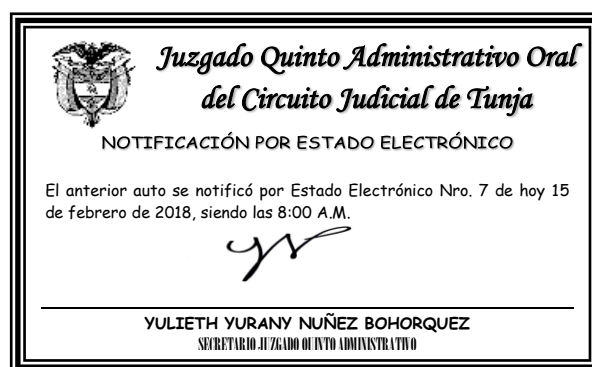 Juzgado Quinto Administrativo Oral
del Circuito Judicial de Tunja
NOTIFICACIÓN POR ESTADO ELECTRÓNICO
El anterior auto se notificó por Estado Electrónico Nro. 7 de hoy 15
de febrero de 2018, siendo las 8:00 A.M.
YULIETH YURANY NUÑEZ BOHORQUEZ
SECRETARIO JUZGADO QUINTO ADMINISTRATIVO